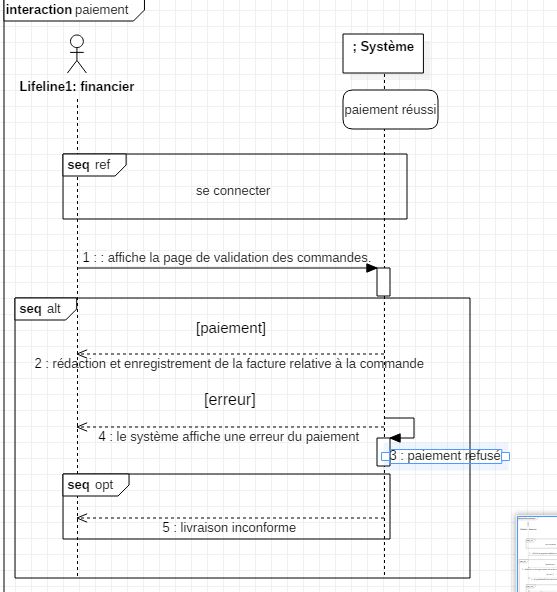 interaction paiement
; Système
Lifeline1: financier
paiement réussi
seq ref
se connecter
1 : : affiche la page de validation des commandes.
seq alt
[paiement]
2 : rédaction et enregistrement de la facture relative à la commande
[erreur]
4 : le système affiche une erreur du paiement
3 : paiement refusé
seq opt
5 : livraison inconforme